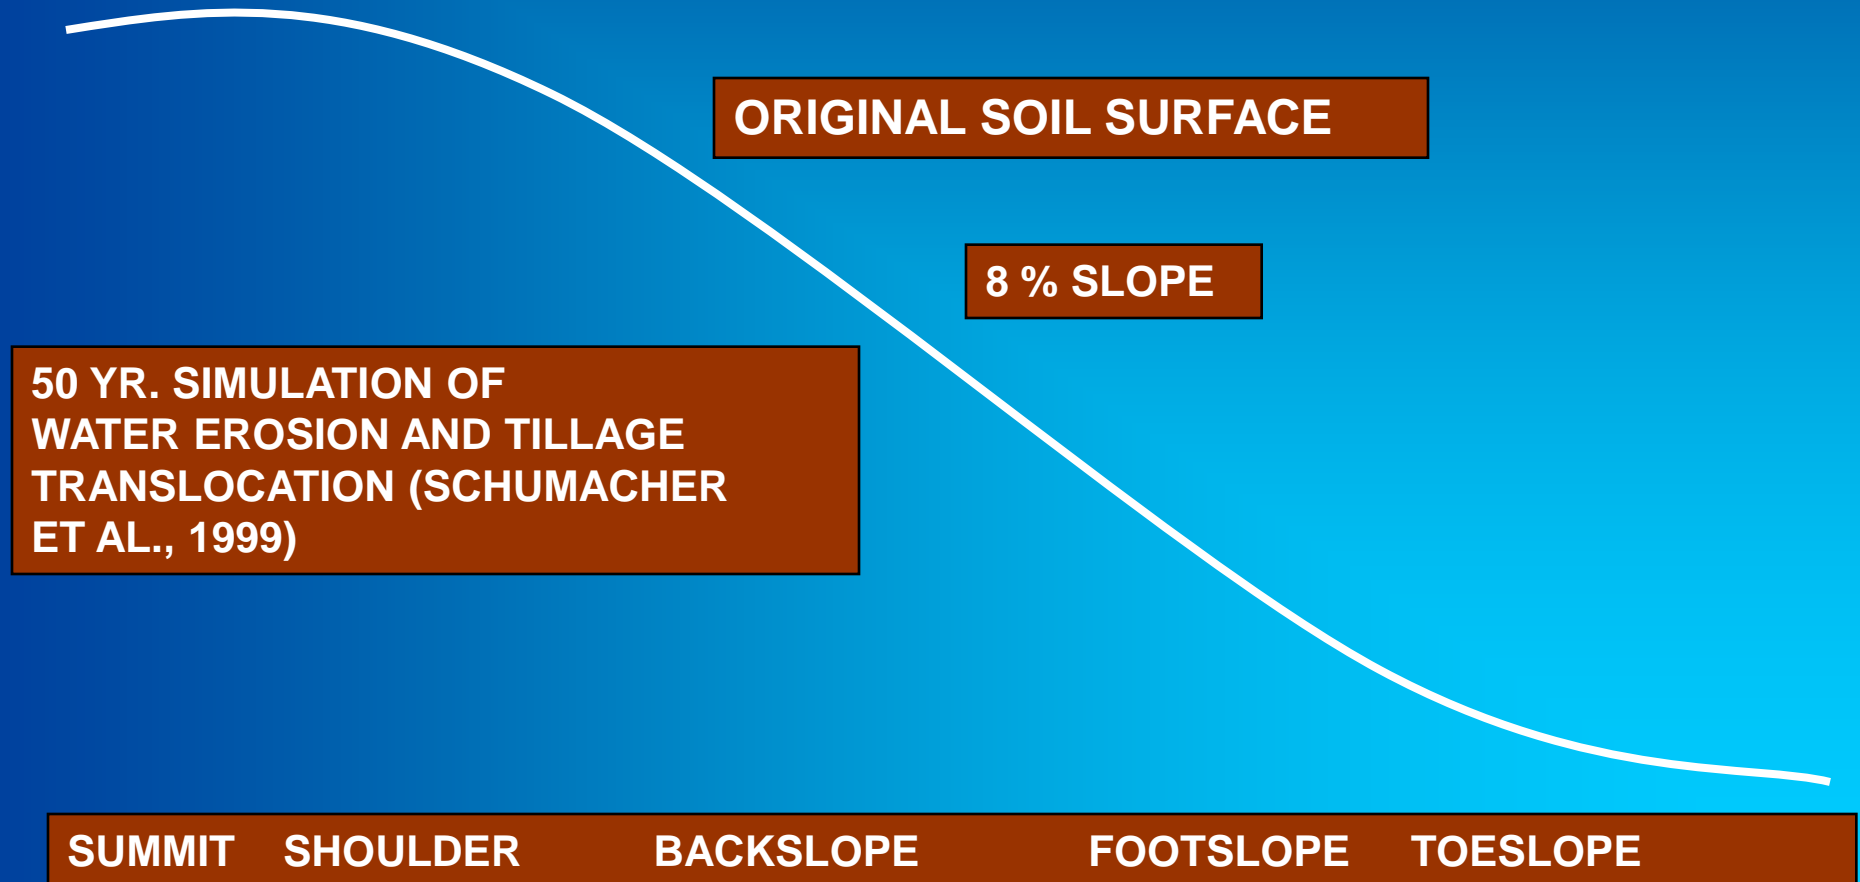 ORIGINAL SOIL SURFACE
8 % SLOPE
50 YR. SIMULATION OF
WATER EROSION AND TILLAGE
TRANSLOCATION (SCHUMACHER
ET AL., 1999)
SUMMIT SHOULDER BACKSLOPE FOOTSLOPE TOESLOPE